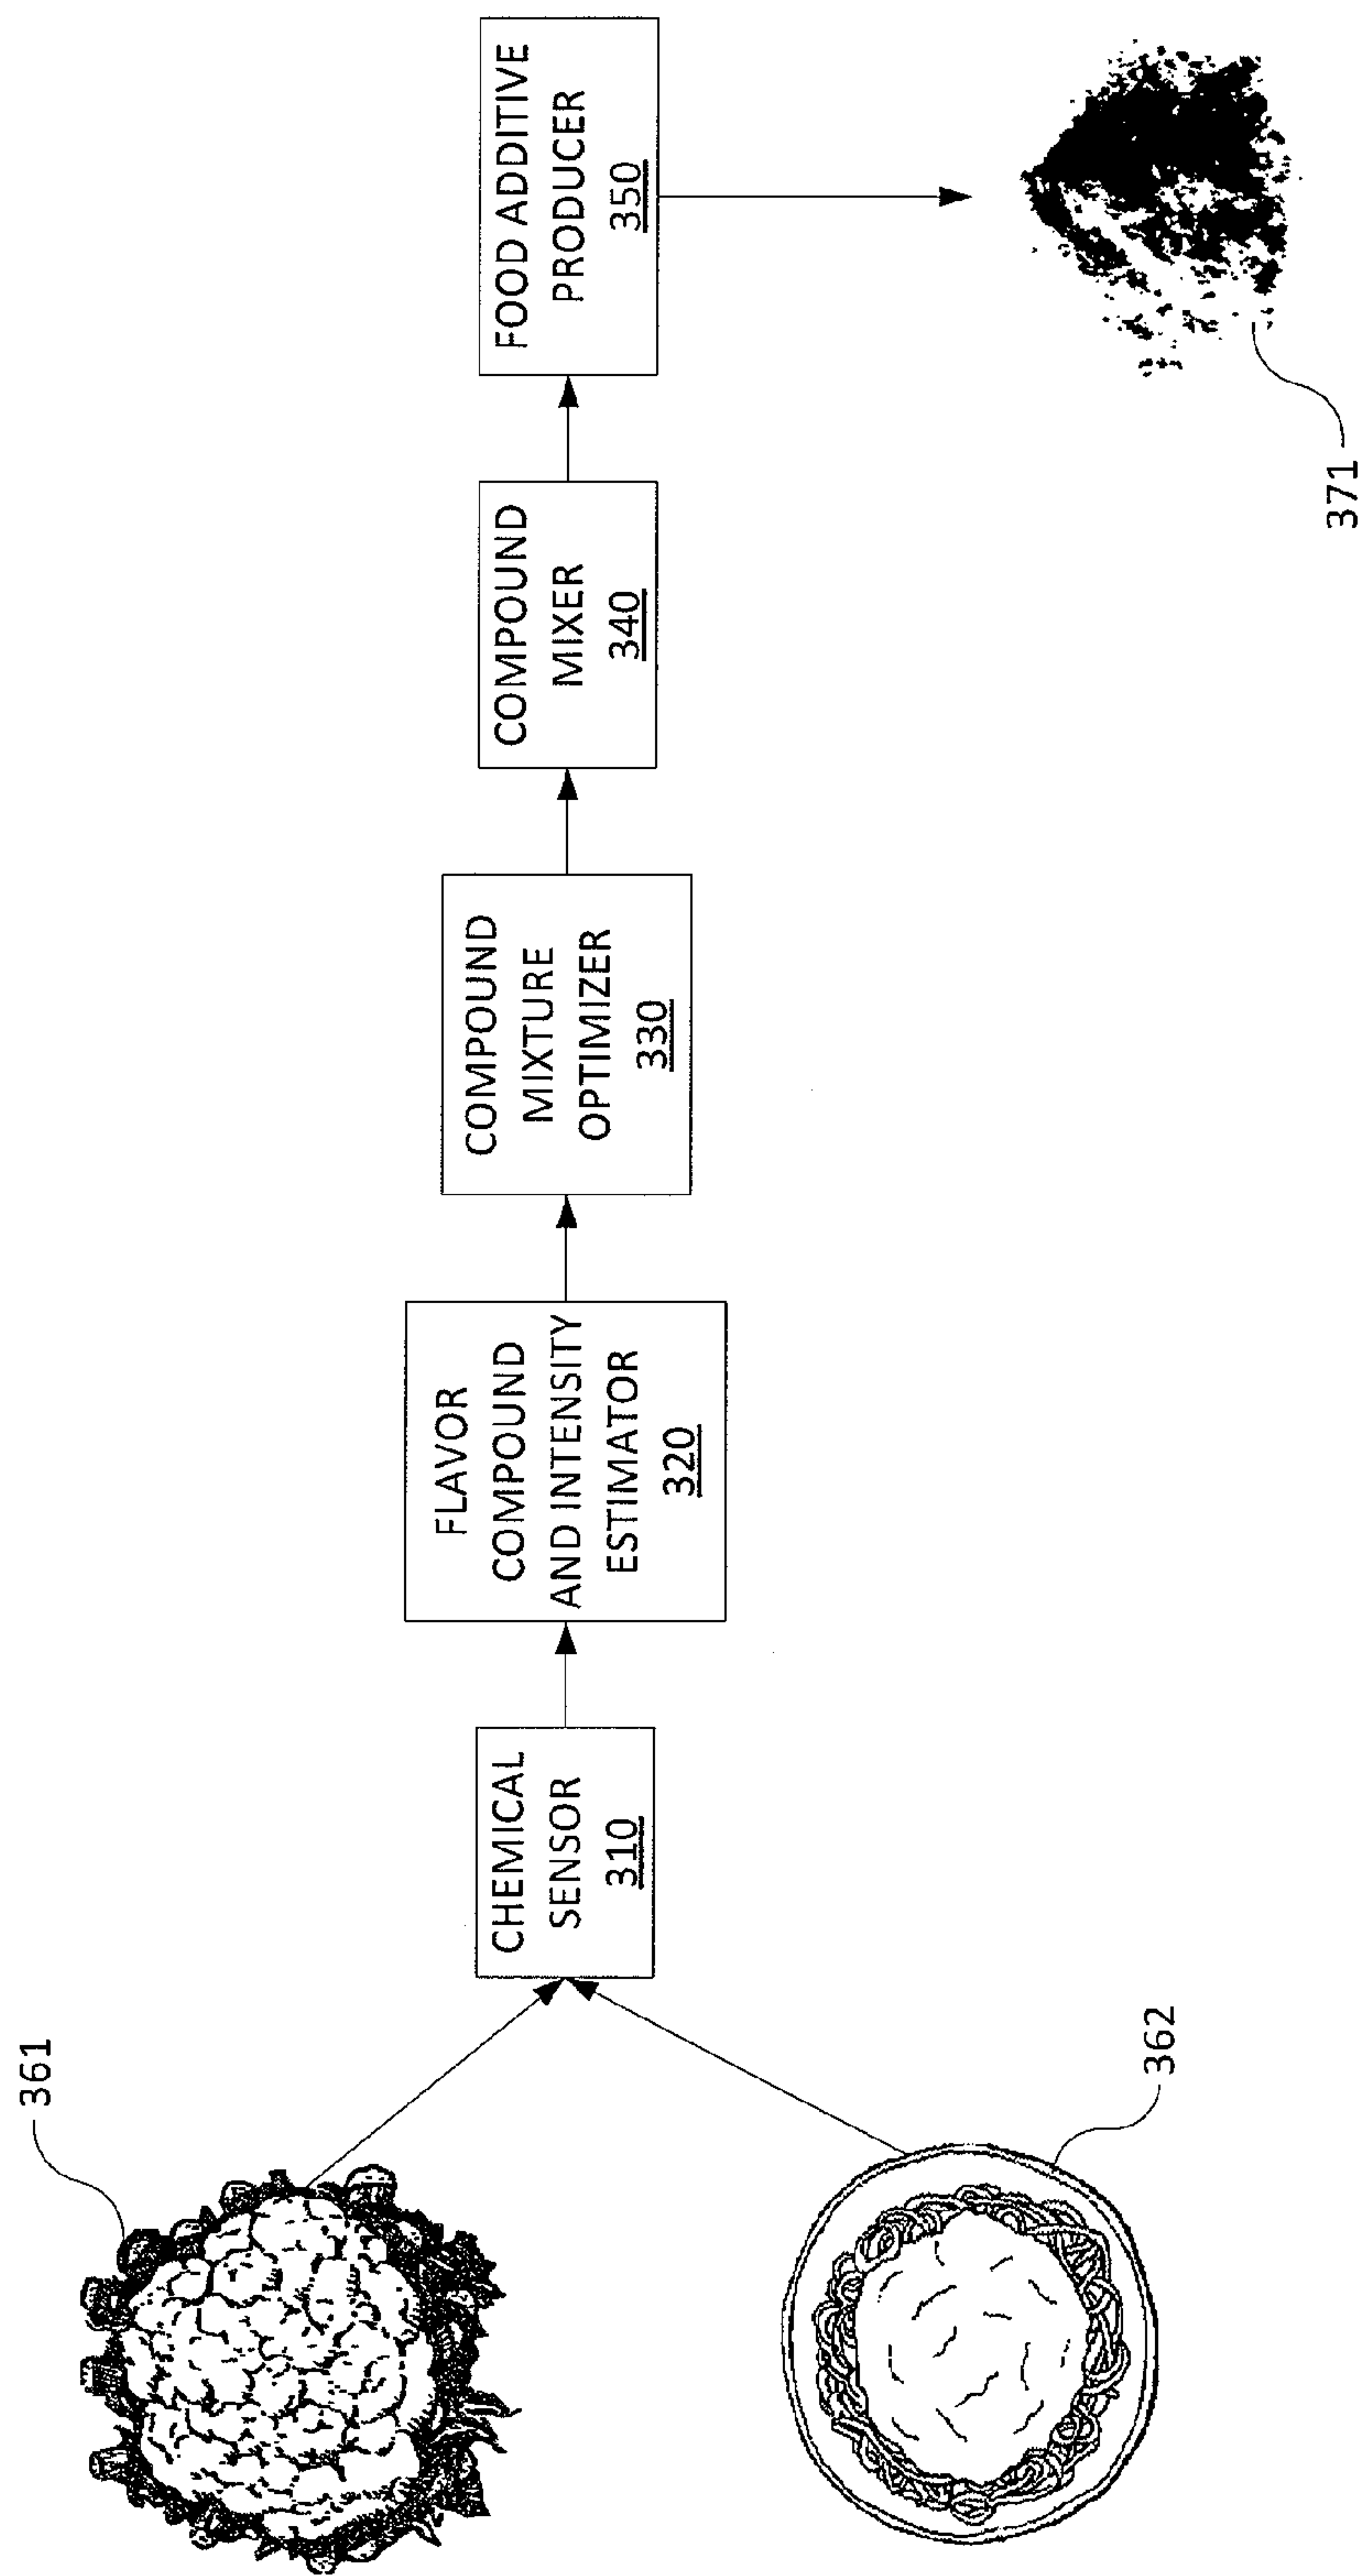 361
362
CHEMICAL
SENSOR
310
FLAVOR
COMPOUND
AND INTENSITY
ESTIMATOR
320
COMPOUND
MIXTURE
OPTIMIZER
330
COMPOUND
MIXER
340
FOOD ADDITIVE
PRODUCER
350
371